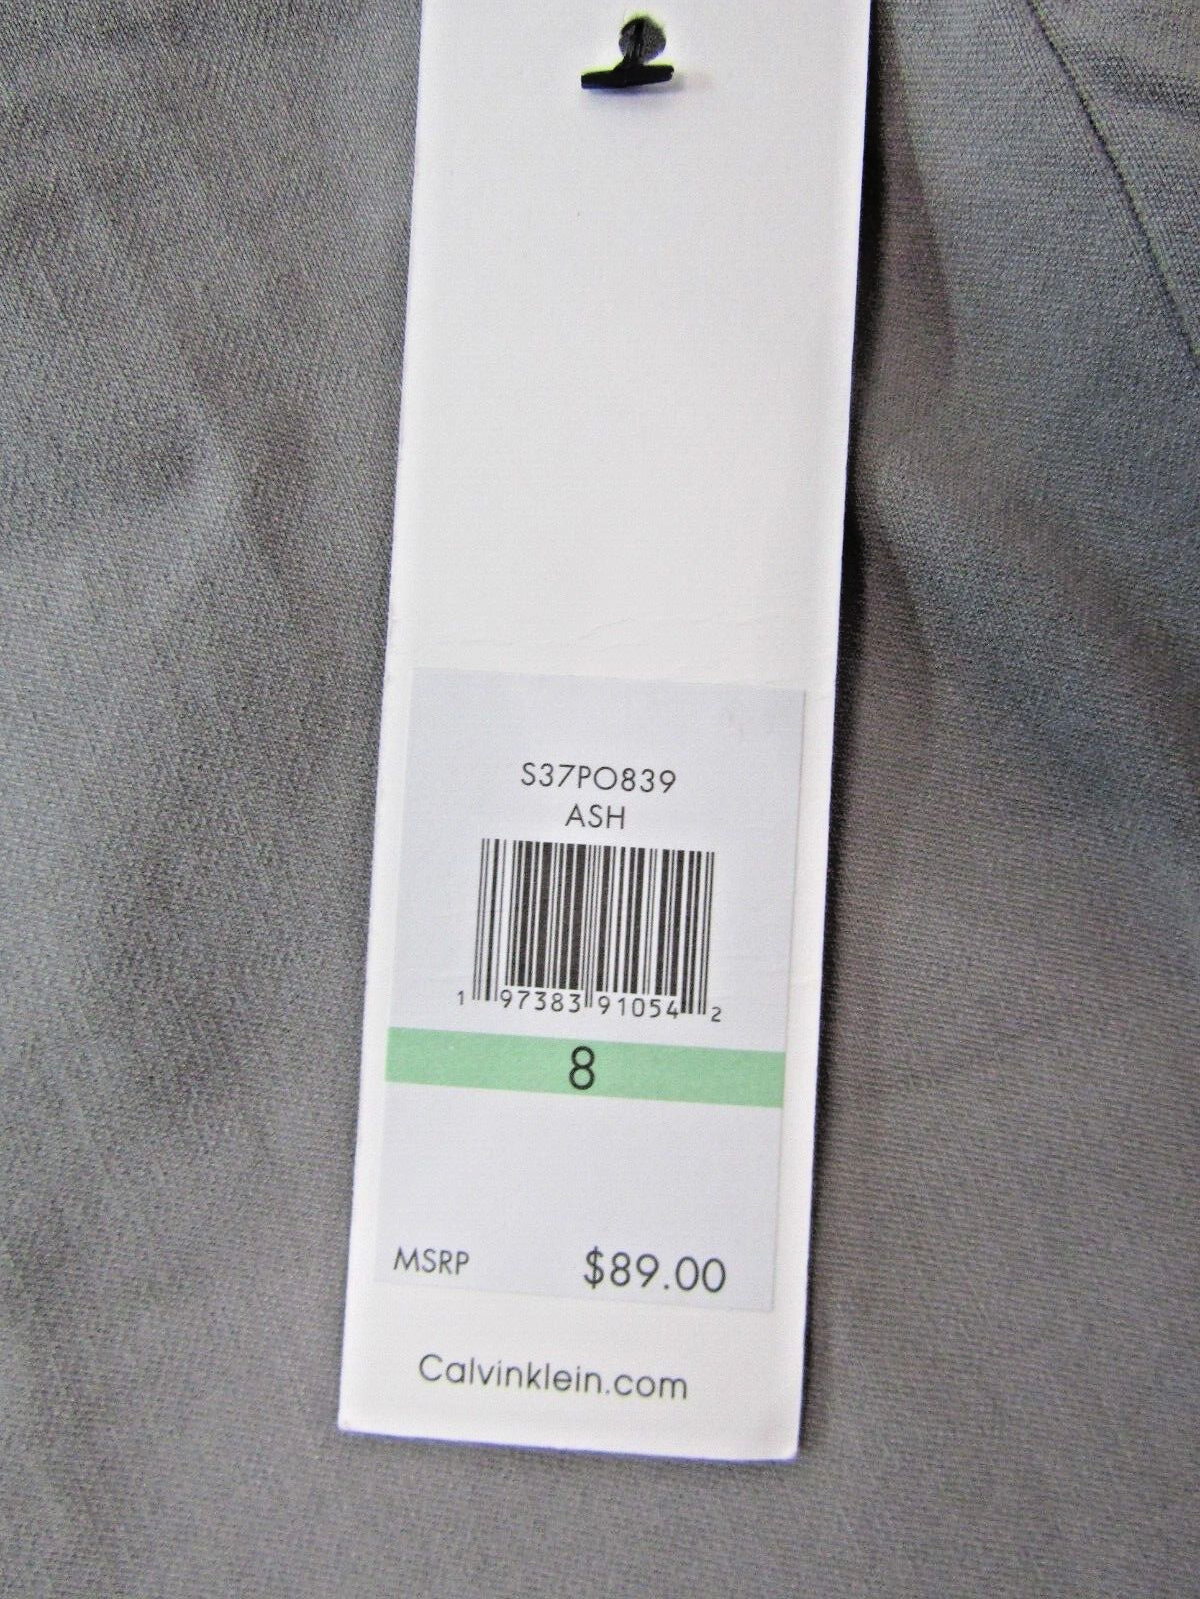 S37PO839
ASH
1 97383 91054 2
8
MSRP $89.00
Calvinklein.com